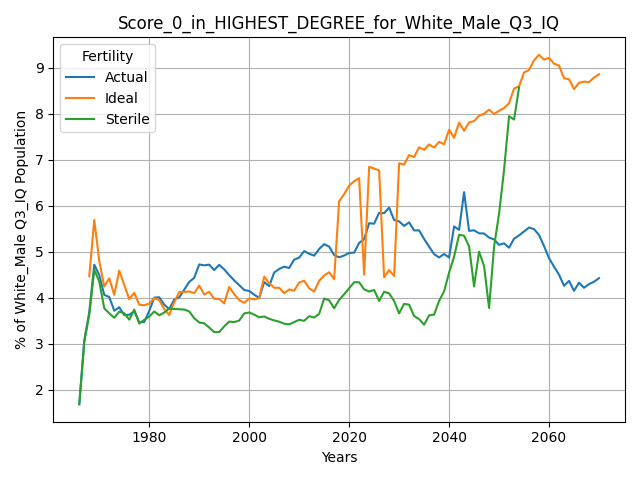 Score_0_in_HIGHEST_DEGREE_for_White_Male_Q3_IQ
Fertility
Actual
Ideal
Sterile
% of White_Male Q3_IQ Population
9
8
7
6
5
4
3
2
1980
2000
2020
2040
2060
Years